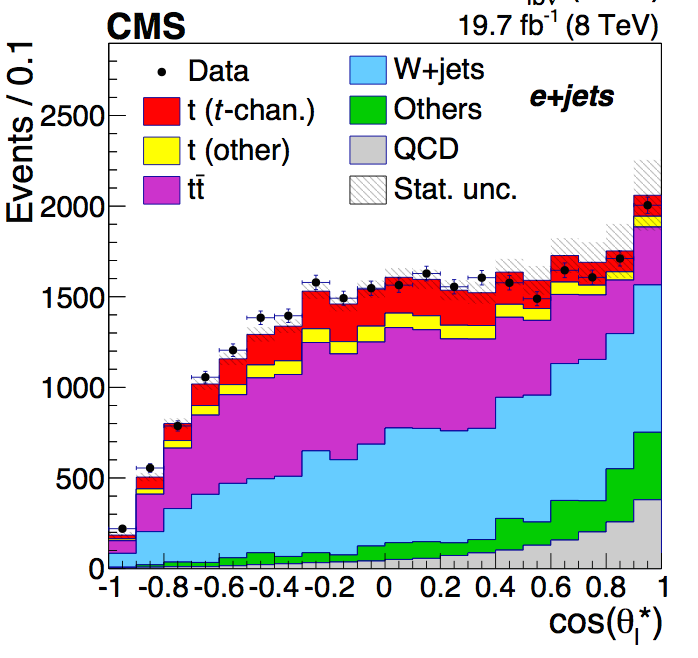 CMS
19.7 fb⁻¹ (8 TeV)
Events / 0.1
Data
t (t-chan.)
t (other)
tt̄
W+jets
Others
QCD
Stat. unc.
e+jets
2500
2000
1500
1000
500
0
-1 -0.8 -0.6 -0.4 -0.2 0 0.2 0.4 0.6 0.8 1
cos(θₗ*)